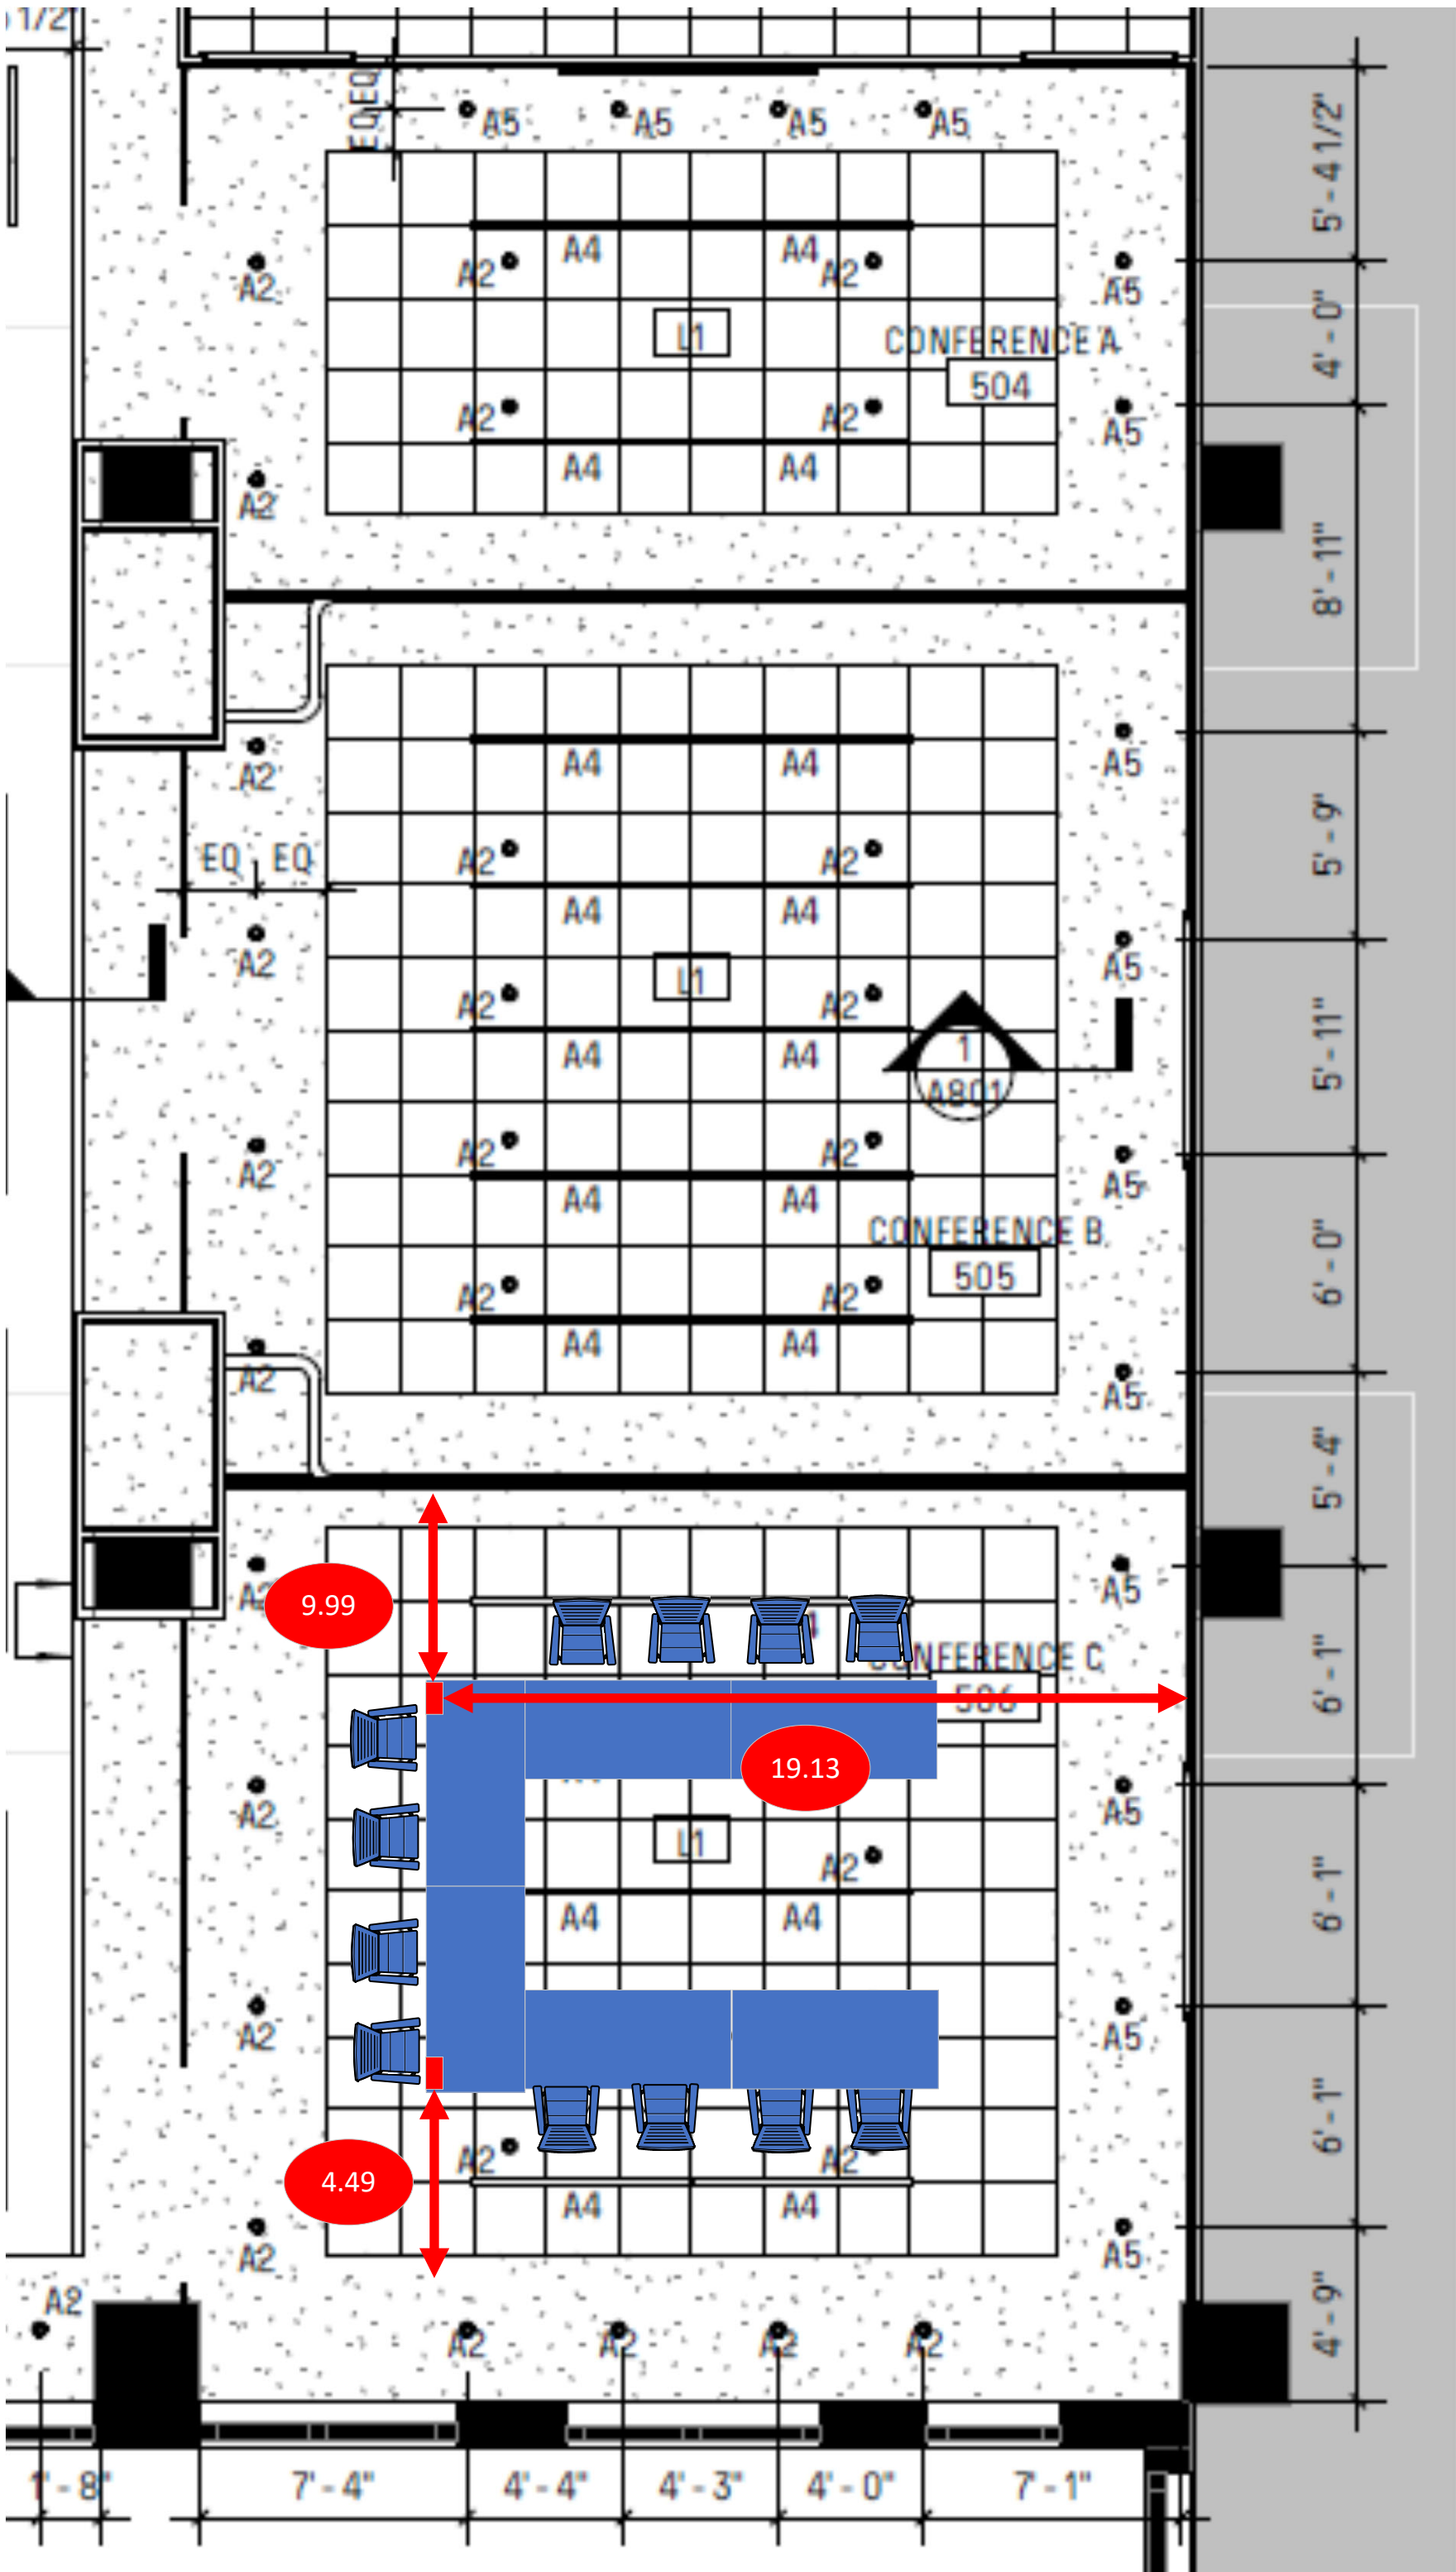 1/2"
EQ EQ
A5 A5 A5 A5
5' - 4 1/2"
A4 A4
A2 A2 A2 A5
L1
CONFERENCE A
504
4' - 0"
A2 A2 A5
A4 A4
A2
8' - 11"
A4 A4
A2 A5
EQ EQ
A2 A2
5' - 9"
A4 A4
A2 A5
L1
A2 A2
1
A801
A4 A4
5' - 11"
A2 A2 A2 A5
A4 A4
CONFERENCE B
505
6' - 0"
A2 A2
A4 A4
A2 A5
5' - 4"
9.99
A5
CONFERENCE C
506
6' - 1"
19.13
A2 A5
L1
A2
A4 A4
6' - 1"
A2 A5
A2 A2
6' - 1"
4.49
A4 A4
A2 A5
A2
A2 A2 A2 A2
4' - 9"
1' - 8" 7' - 4" 4' - 4" 4' - 3" 4' - 0" 7' - 1"